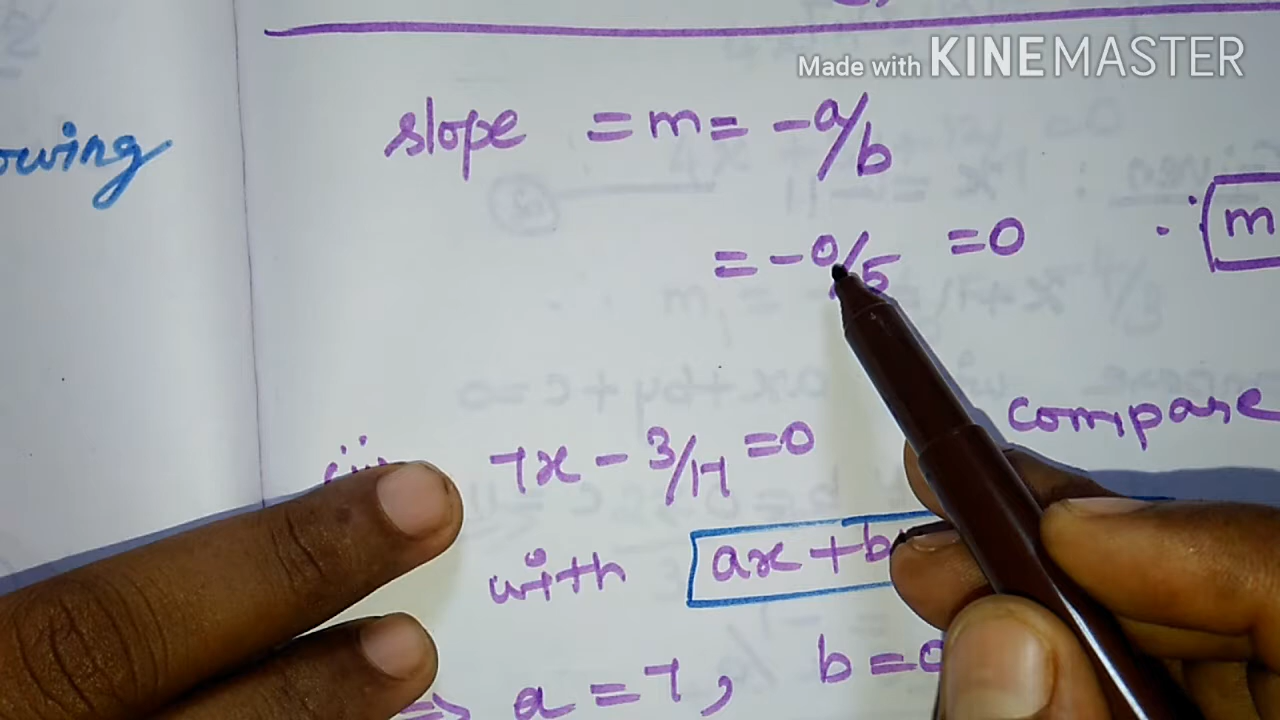 Made with KINEMASTER
slope = m = -a/b
owing
= -0/5 = 0 ∴ m
7x - 3/17 = 0 compare
with ax + b
⇒ a = 7, b = 0